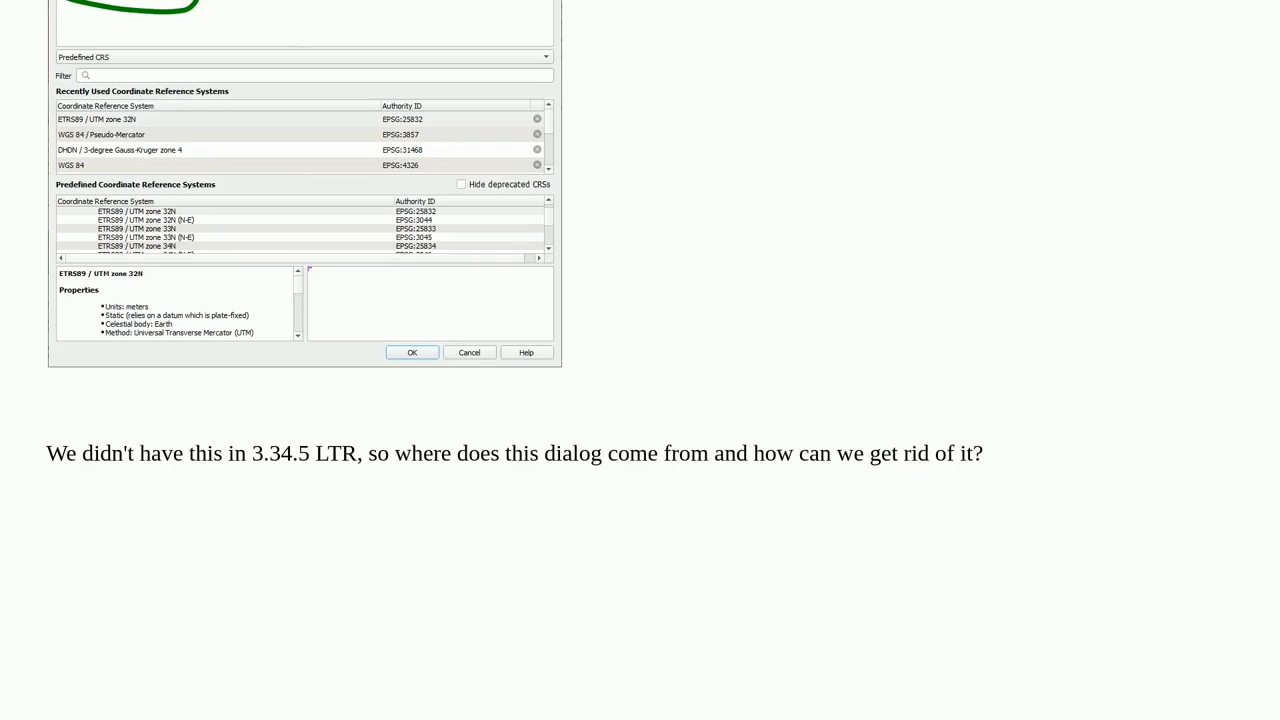 Predefined CRS
Filter
Recently Used Coordinate Reference Systems
Coordinate Reference System Authority ID
ETRS89 / UTM zone 32N EPSG:25832
WGS 84 / Pseudo-Mercator EPSG:3857
DHDN / 3-degree Gauss-Kruger zone 4 EPSG:31468
WGS 84 EPSG:4326
Predefined Coordinate Reference Systems Hide deprecated CRSs
Coordinate Reference System Authority ID
ETRS89 / UTM zone 32N EPSG:25832
ETRS89 / UTM zone 32N (N-E) EPSG:3044
ETRS89 / UTM zone 33N EPSG:25833
ETRS89 / UTM zone 33N (N-E) EPSG:3045
ETRS89 / UTM zone 34N EPSG:25834
ETRS89 / UTM zone 32N
Properties
• Units: meters
• Static (relies on a datum which is plate-fixed)
• Celestial body: Earth
• Method: Universal Transverse Mercator (UTM)
OK Cancel Help
We didn't have this in 3.34.5 LTR, so where does this dialog come from and how can we get rid of it?